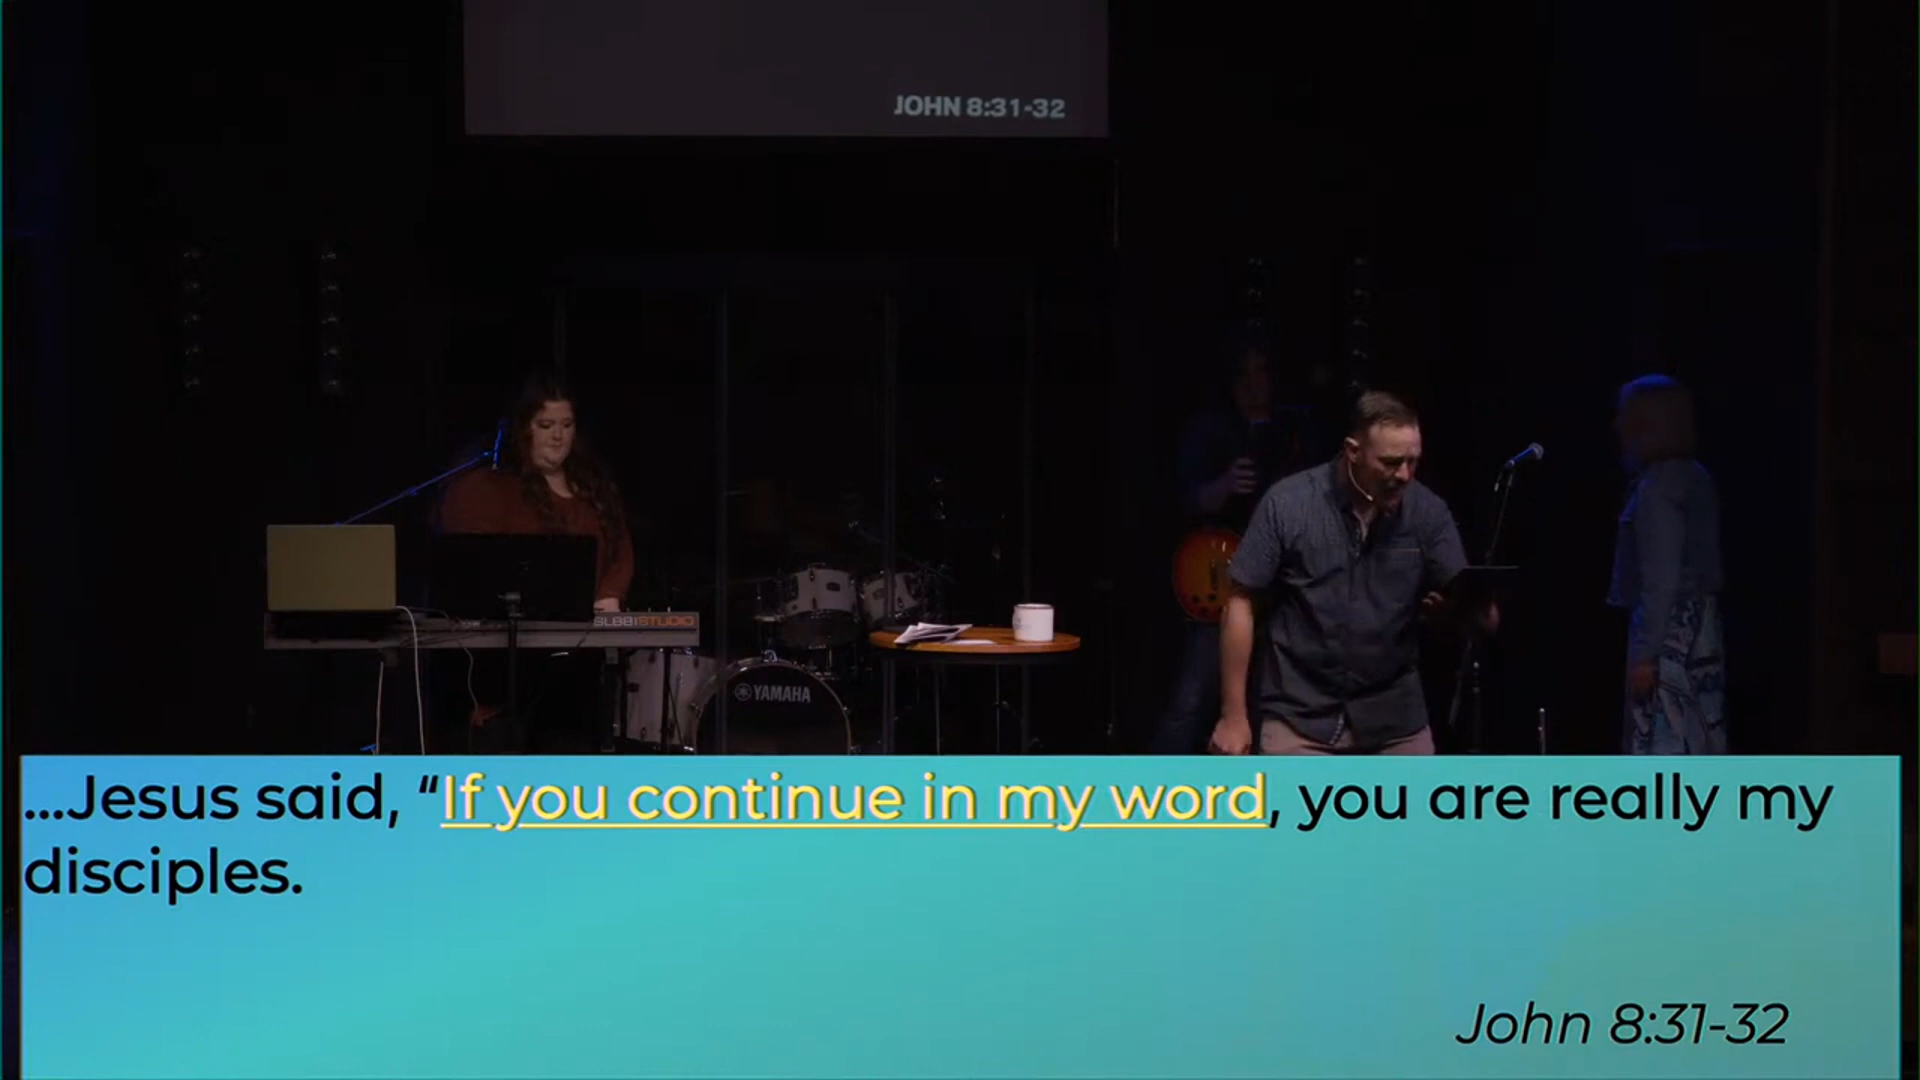 JOHN 8:31-32
SL88 STUDIO
YAMAHA
...Jesus said, “If you continue in my word, you are really my
disciples.
John 8:31-32